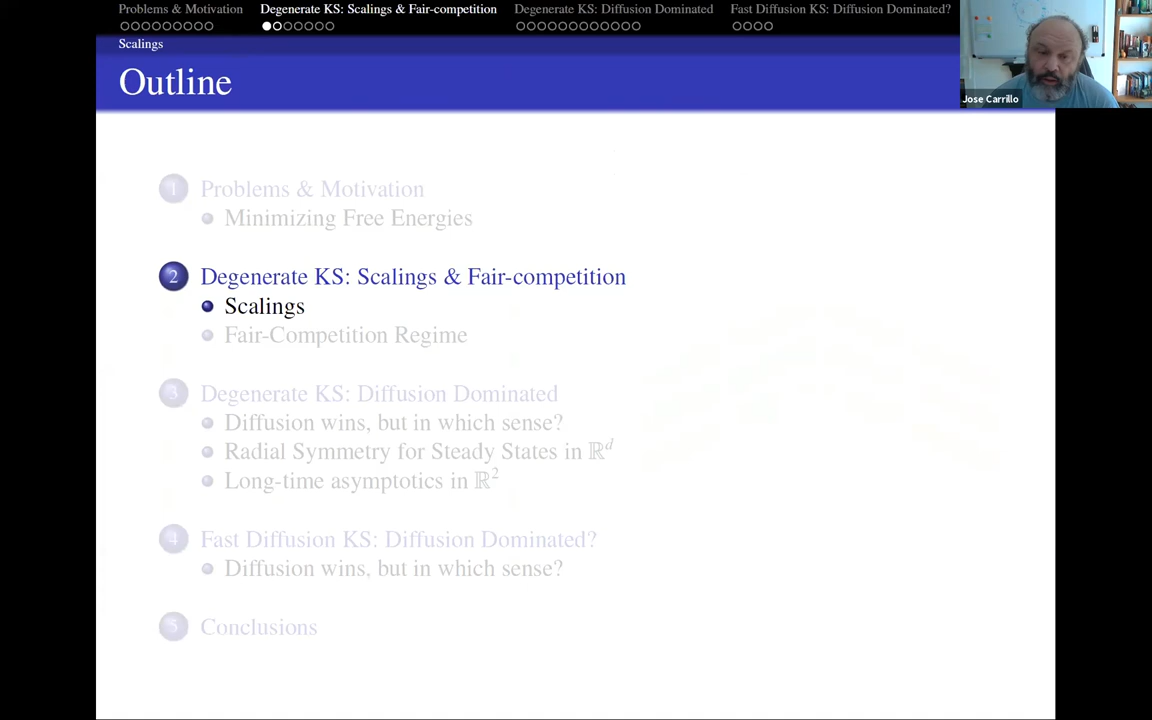 Problems & Motivation
Degenerate KS: Scalings & Fair-competition
Degenerate KS: Diffusion Dominated
Fast Diffusion KS: Diffusion Dominated?
Scalings
Outline
Jose Carrillo
1 Problems & Motivation
Minimizing Free Energies
2 Degenerate KS: Scalings & Fair-competition
Scalings
Fair-Competition Regime
3 Degenerate KS: Diffusion Dominated
Diffusion wins, but in which sense?
Radial Symmetry for Steady States in ℝᵈ
Long-time asymptotics in ℝ²
4 Fast Diffusion KS: Diffusion Dominated?
Diffusion wins, but in which sense?
5 Conclusions